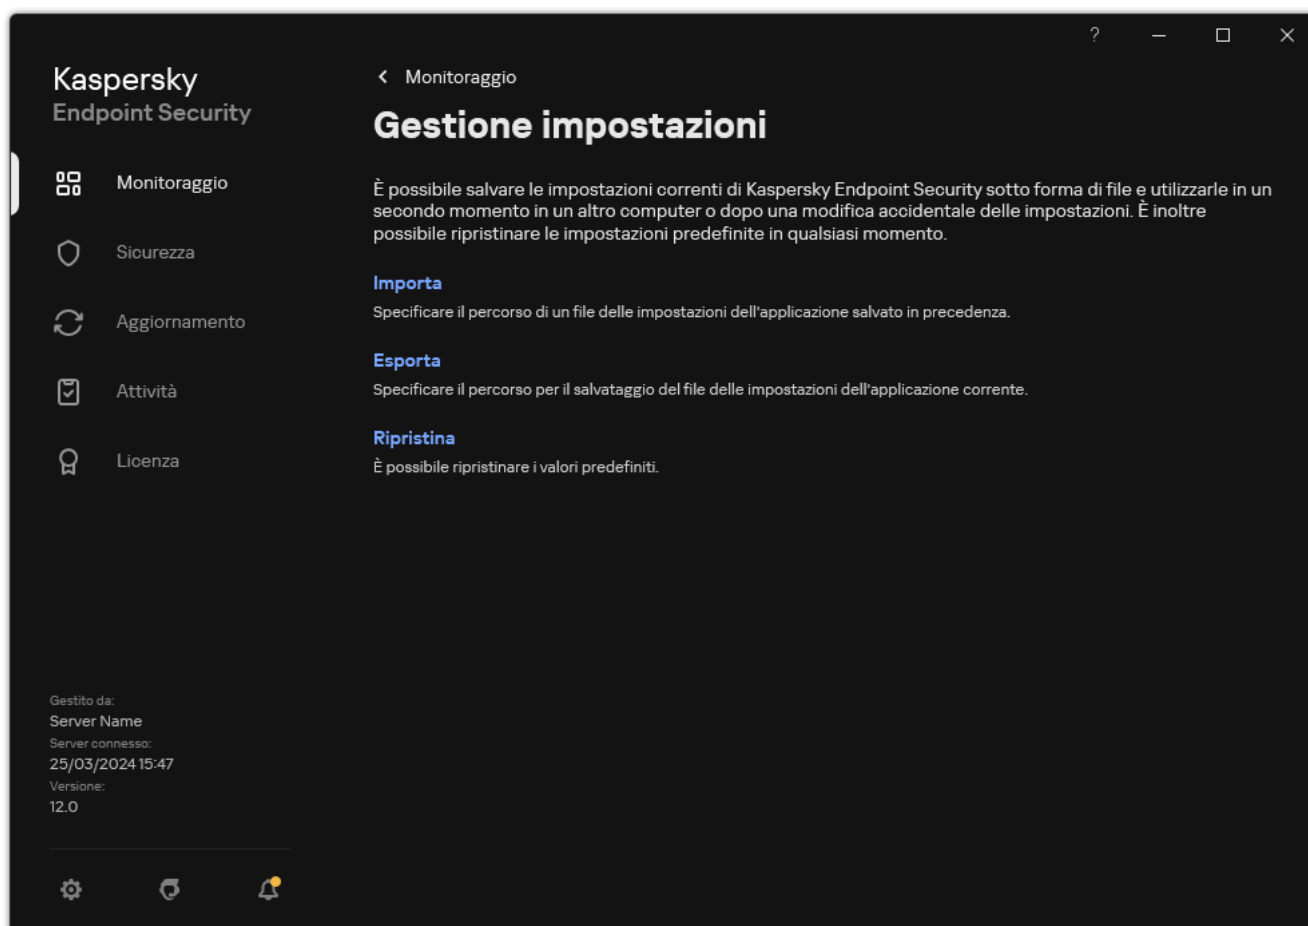 ?
Kaspersky
Endpoint Security
Monitoraggio
Sicurezza
Aggiornamento
Attività
Licenza
Gestito da:
Server Name
Server connesso:
25/03/2024 15:47
Versione:
12.0
Monitoraggio
Gestione impostazioni
È possibile salvare le impostazioni correnti di Kaspersky Endpoint Security sotto forma di file e utilizzarle in un
secondo momento in un altro computer o dopo una modifica accidentale delle impostazioni. È inoltre
possibile ripristinare le impostazioni predefinite in qualsiasi momento.
Importa
Specificare il percorso di un file delle impostazioni dell'applicazione salvato in precedenza.
Esporta
Specificare il percorso per il salvataggio del file delle impostazioni dell'applicazione corrente.
Ripristina
È possibile ripristinare i valori predefiniti.